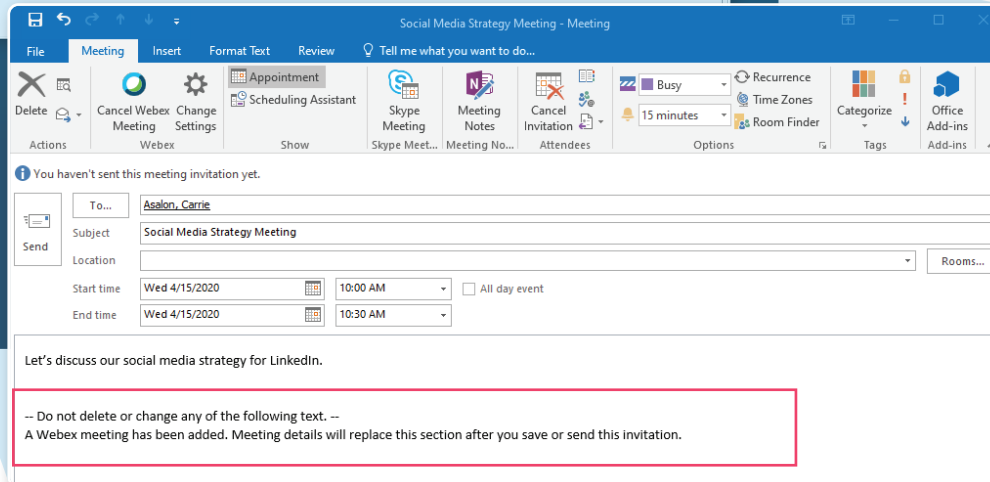 Social Media Strategy Meeting - Meeting
File Meeting Insert Format Text Review Tell me what you want to do...
Delete
Actions
Cancel Webex Meeting
Change Settings
Webex
Appointment
Scheduling Assistant
Show
Skype Meeting
Skype Meet...
Meeting Notes
Meeting No...
Cancel Invitation
Attendees
Busy
15 minutes
Recurrence
Time Zones
Room Finder
Options
Categorize
Tags
Office Add-ins
Add-ins
You haven't sent this meeting invitation yet.
Send
To... Asalon, Carrie
Subject Social Media Strategy Meeting
Location Rooms...
Start time Wed 4/15/2020 10:00 AM All day event
End time Wed 4/15/2020 10:30 AM
Let's discuss our social media strategy for LinkedIn.
-- Do not delete or change any of the following text. --
A Webex meeting has been added. Meeting details will replace this section after you save or send this invitation.